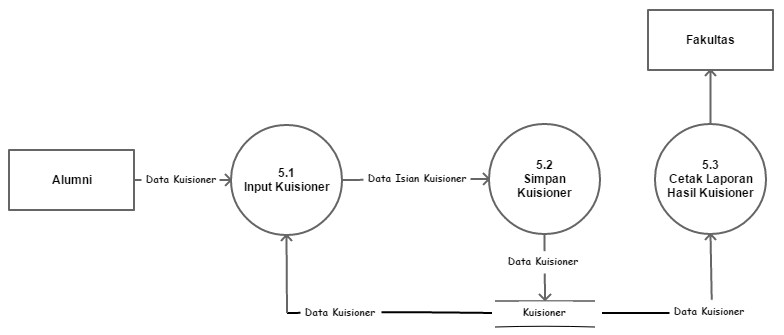 Fakultas
Alumni
Data Kuisioner
5.1
Input Kuisioner
Data Isian Kuisioner
5.2
Simpan
Kuisioner
5.3
Cetak Laporan
Hasil Kuisioner
Data Kuisioner
Data Kuisioner
Kuisioner
Data Kuisioner